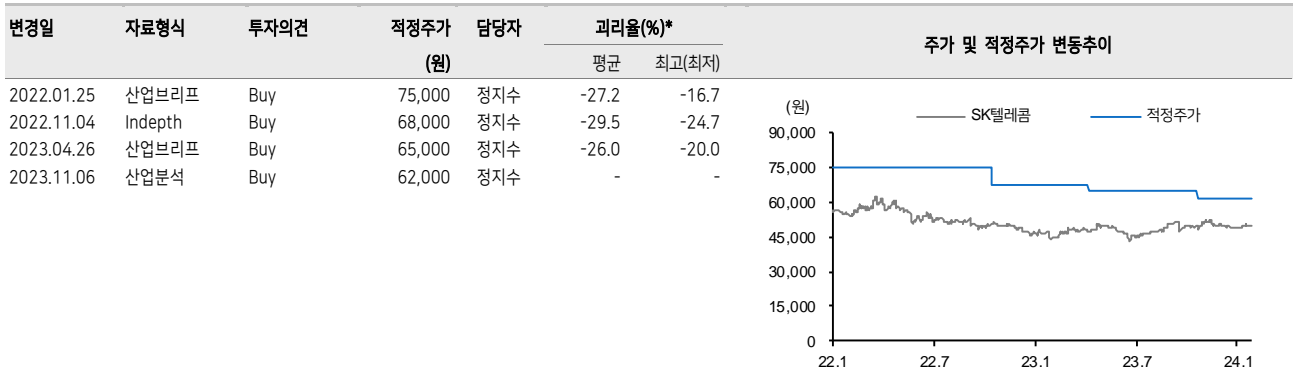 변경일 자료형식 투자의견 적정주가 담당자 괴리율(%)* 주가 및 적정주가 변동추이
(원) 평균 최고(최저)
2022.01.25 산업브리프 Buy 75,000 정지수 -27.2 -16.7
2022.11.04 Indepth Buy 68,000 정지수 -29.5 -24.7
2023.04.26 산업브리프 Buy 65,000 정지수 -26.0 -20.0
2023.11.06 산업분석 Buy 62,000 정지수 - -
(원)
SK텔레콤 적정주가
90,000
75,000
60,000
45,000
30,000
15,000
0
22.1 22.7 23.1 23.7 24.1